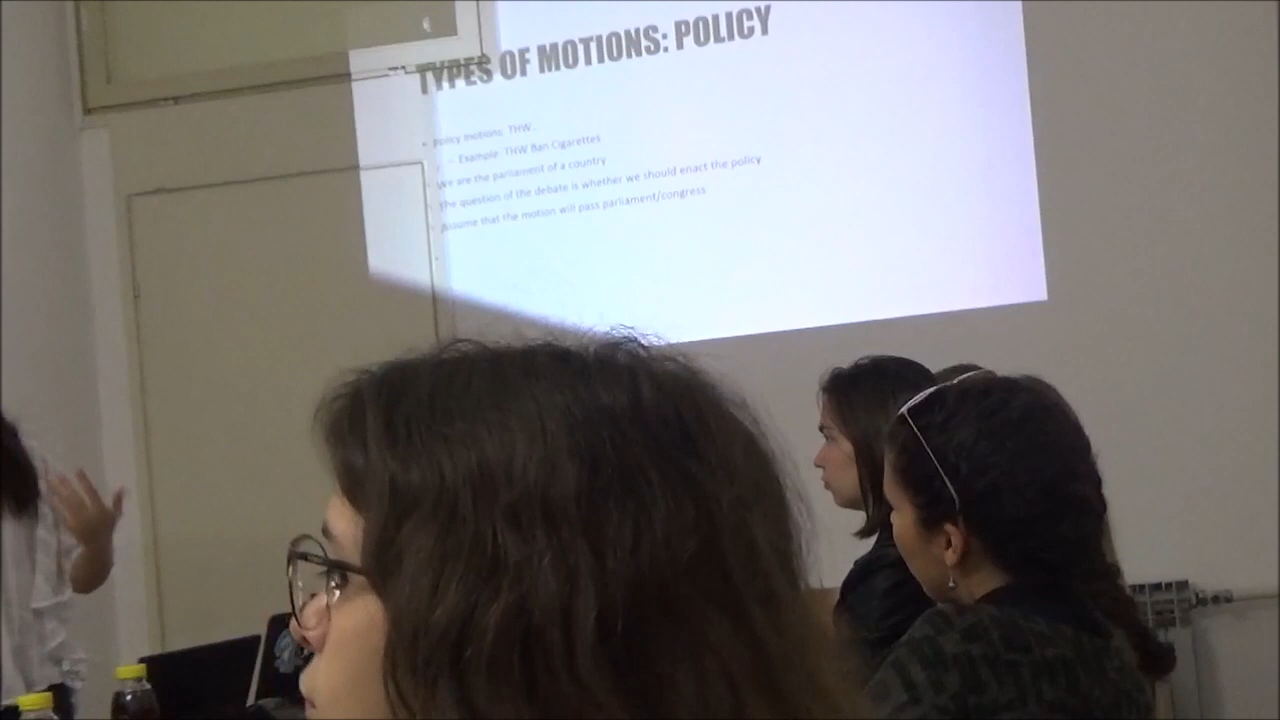 TYPES OF MOTIONS: POLICY
Policy motions: THW..
– Example: THW Ban Cigarettes
We are the parliament of a country
The question of the debate is whether we should enact the policy
Assume that the motion will pass parliament/congress